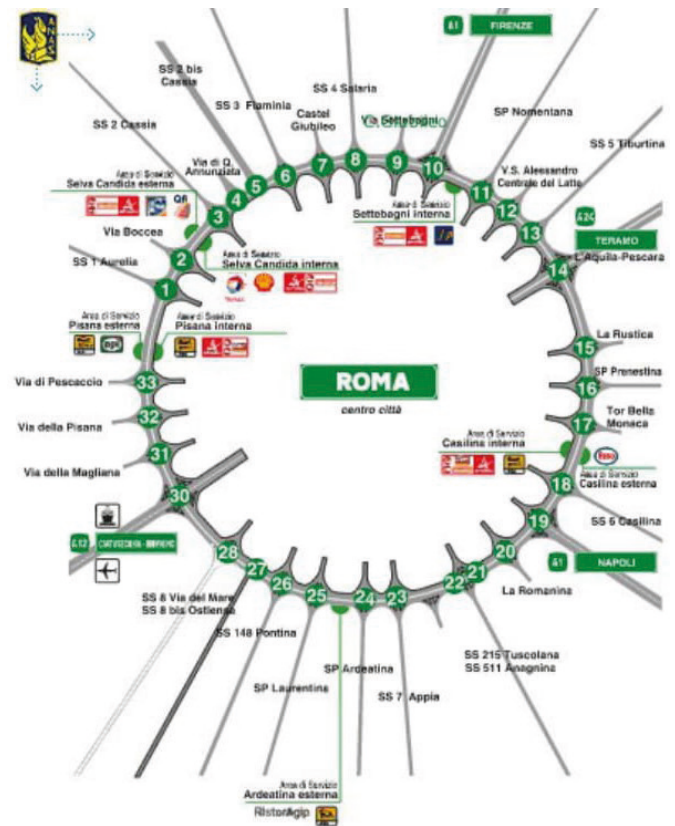 ANAS
A1 FIRENZE
SS 2 bis
Cassia
SS 4 Salaria
SS 3 Flaminia
Castel
Giubileo
Via Settebagni
SP Nomentana
SS 2 Cassia
SS 5 Tiburtina
Via di Q.
Annunziata
V.S. Alessandro
Centrale del Latte
Area di Servizio
Selva Candida esterna
Q8
Area di Servizio
Settebagni interna
A24
TERAMO
L'Aquila-Pescara
Via Boccea
SS 1 Aurelia
Area di Servizio
Selva Candida interna
Area di Servizio
Pisana esterna
Area di Servizio
Pisana interna
La Rustica
ROMA
centro città
SP Prenestina
Via di Pescaccio
Tor Bella
Monaca
Via della Pisana
Area di Servizio
Casilina interna
Esso
Area di Servizio
Casilina esterna
Via della Magliana
SS 6 Casilina
A12
A1 NAPOLI
La Romanina
SS 8 Via del Mare
SS 8 bis Ostiense
SS 148 Pontina
SS 215 Tuscolana
SS 511 Anagnina
SP Ardeatina
SP Laurentina
SS 7 Appia
Area di Servizio
Ardeatina esterna
RistorAgip
1
2
3
4
5
6
7
8
9
10
11
12
13
14
15
16
17
18
19
20
21
22
23
24
25
26
27
28
30
31
32
33